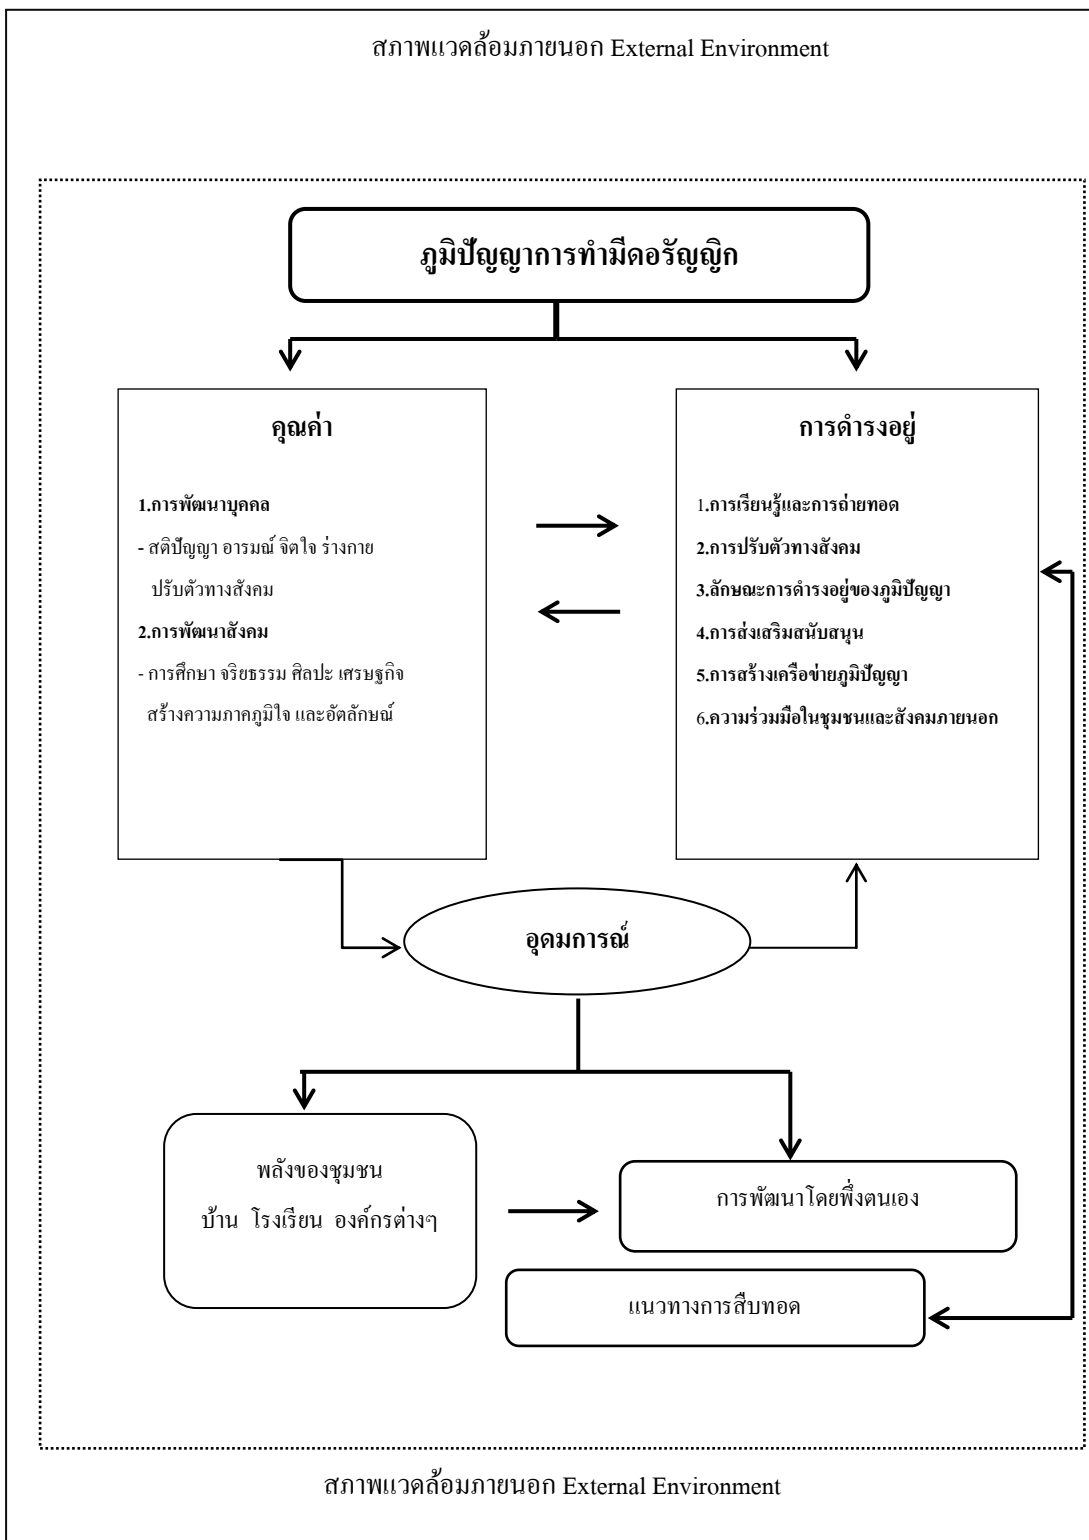 สภาพแวดล้อมภายนอก External Environment
ภูมิปัญญาการทำมีดอรัญญิก
คุณค่า
1.การพัฒนาบุคคล
- สติปัญญา อารมณ์ จิตใจ ร่างกาย
ปรับตัวทางสังคม
2.การพัฒนาสังคม
- การศึกษา จริยธรรม ศิลปะ เศรษฐกิจ
สร้างความภาคภูมิใจ และอัตลักษณ์
การดำรงอยู่
1.การเรียนรู้และการถ่ายทอด
2.การปรับตัวทางสังคม
3.ลักษณะการดำรงอยู่ของภูมิปัญญา
4.การส่งเสริมสนับสนุน
5.การสร้างเครือข่ายภูมิปัญญา
6.ความร่วมมือในชุมชนและสังคมภายนอก
อุดมการณ์
พลังของชุมชน
บ้าน โรงเรียน องค์กรต่างๆ
การพัฒนาโดยพึ่งตนเอง
แนวทางการสืบทอด
สภาพแวดล้อมภายนอก External Environment